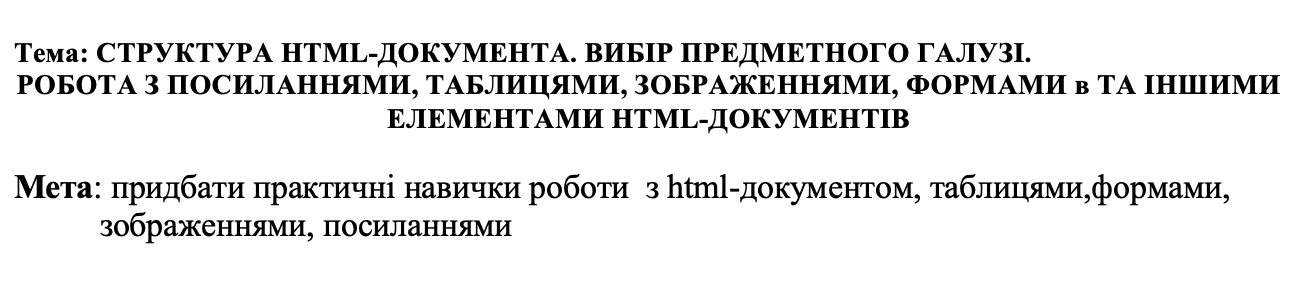 Тема: СТРУКТУРА HTML-ДОКУМЕНТА. ВИБІР ПРЕДМЕТНОГО ГАЛУЗІ.
РОБОТА З ПОСИЛАННЯМИ, ТАБЛИЦЯМИ, ЗОБРАЖЕННЯМИ, ФОРМАМИ в ТА ІНШИМИ
ЕЛЕМЕНТАМИ HTML-ДОКУМЕНТІВ
Мета: придбати практичні навички роботи з html-документом, таблицями,формами,
зображеннями, посиланнями